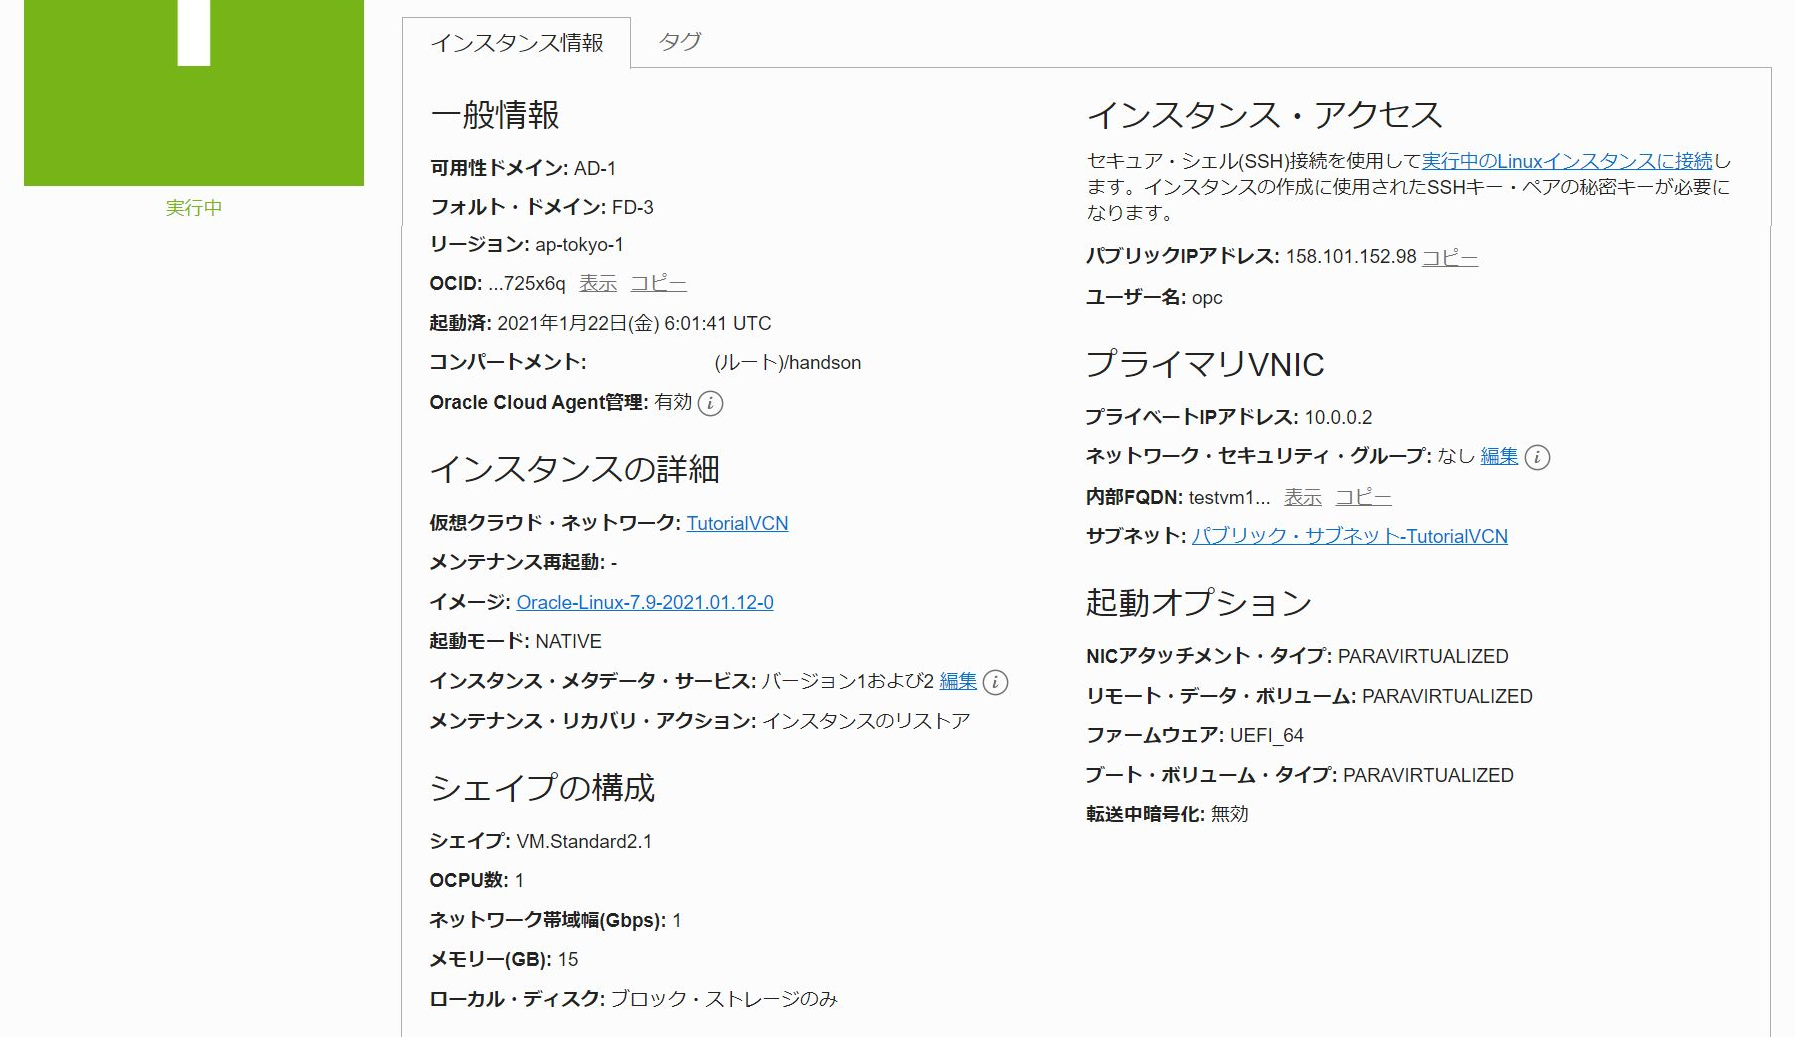 実行中
インスタンス情報
タグ
一般情報
可用性ドメイン: AD-1
フォルト・ドメイン: FD-3
リージョン: ap-tokyo-1
OCID: ...725x6q 表示 コピー
起動済: 2021年1月22日(金) 6:01:41 UTC
コンパートメント: (ルート)/handson
Oracle Cloud Agent管理: 有効 i
インスタンスの詳細
仮想クラウド・ネットワーク: TutorialVCN
メンテナンス再起動: -
イメージ: Oracle-Linux-7.9-2021.01.12-0
起動モード: NATIVE
インスタンス・メタデータ・サービス: バージョン1および2 編集 i
メンテナンス・リカバリ・アクション: インスタンスのリストア
シェイプの構成
シェイプ: VM.Standard2.1
OCPU数: 1
ネットワーク帯域幅(Gbps): 1
メモリー(GB): 15
ローカル・ディスク: ブロック・ストレージのみ
インスタンス・アクセス
セキュア・シェル(SSH)接続を使用して実行中のLinuxインスタンスに接続し
ます。インスタンスの作成に使用されたSSHキー・ペアの秘密キーが必要に
なります。
パブリックIPアドレス: 158.101.152.98 コピー
ユーザー名: opc
プライマリVNIC
プライベートIPアドレス: 10.0.0.2
ネットワーク・セキュリティ・グループ: なし 編集 i
内部FQDN: testvm1... 表示 コピー
サブネット: パブリック・サブネット-TutorialVCN
起動オプション
NICアタッチメント・タイプ: PARAVIRTUALIZED
リモート・データ・ボリューム: PARAVIRTUALIZED
ファームウェア: UEFI_64
ブート・ボリューム・タイプ: PARAVIRTUALIZED
転送中暗号化: 無効